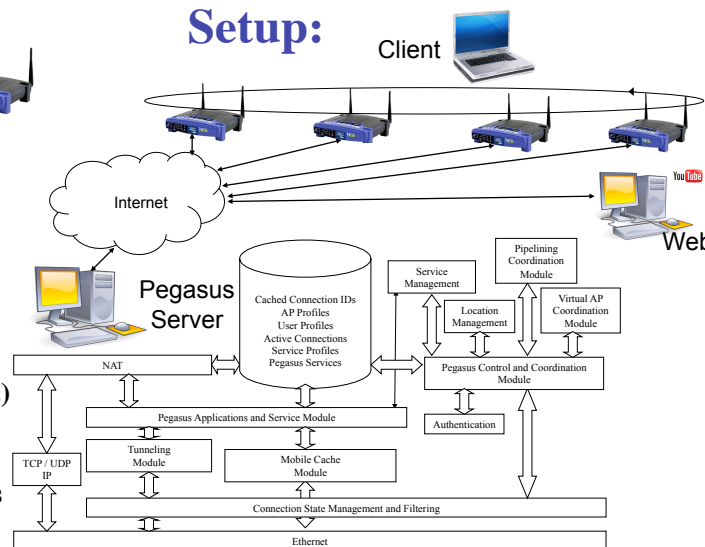 Setup:
Client
You Tube
Internet
Web
Pegasus
Server
Cached Connection IDs
AP Profiles
User Profiles
Active Connections
Service Profiles
Pegasus Services
Service
Management
Pipelining
Coordination
Module
Location
Management
Virtual AP
Coordination
Module
NAT
Pegasus Control and Coordination
Module
)
Pegasus Applications and Service Module
Authentication
TCP / UDP
IP
Tunneling
Module
Mobile Cache
Module
s
Connection State Management and Filtering
Ethernet